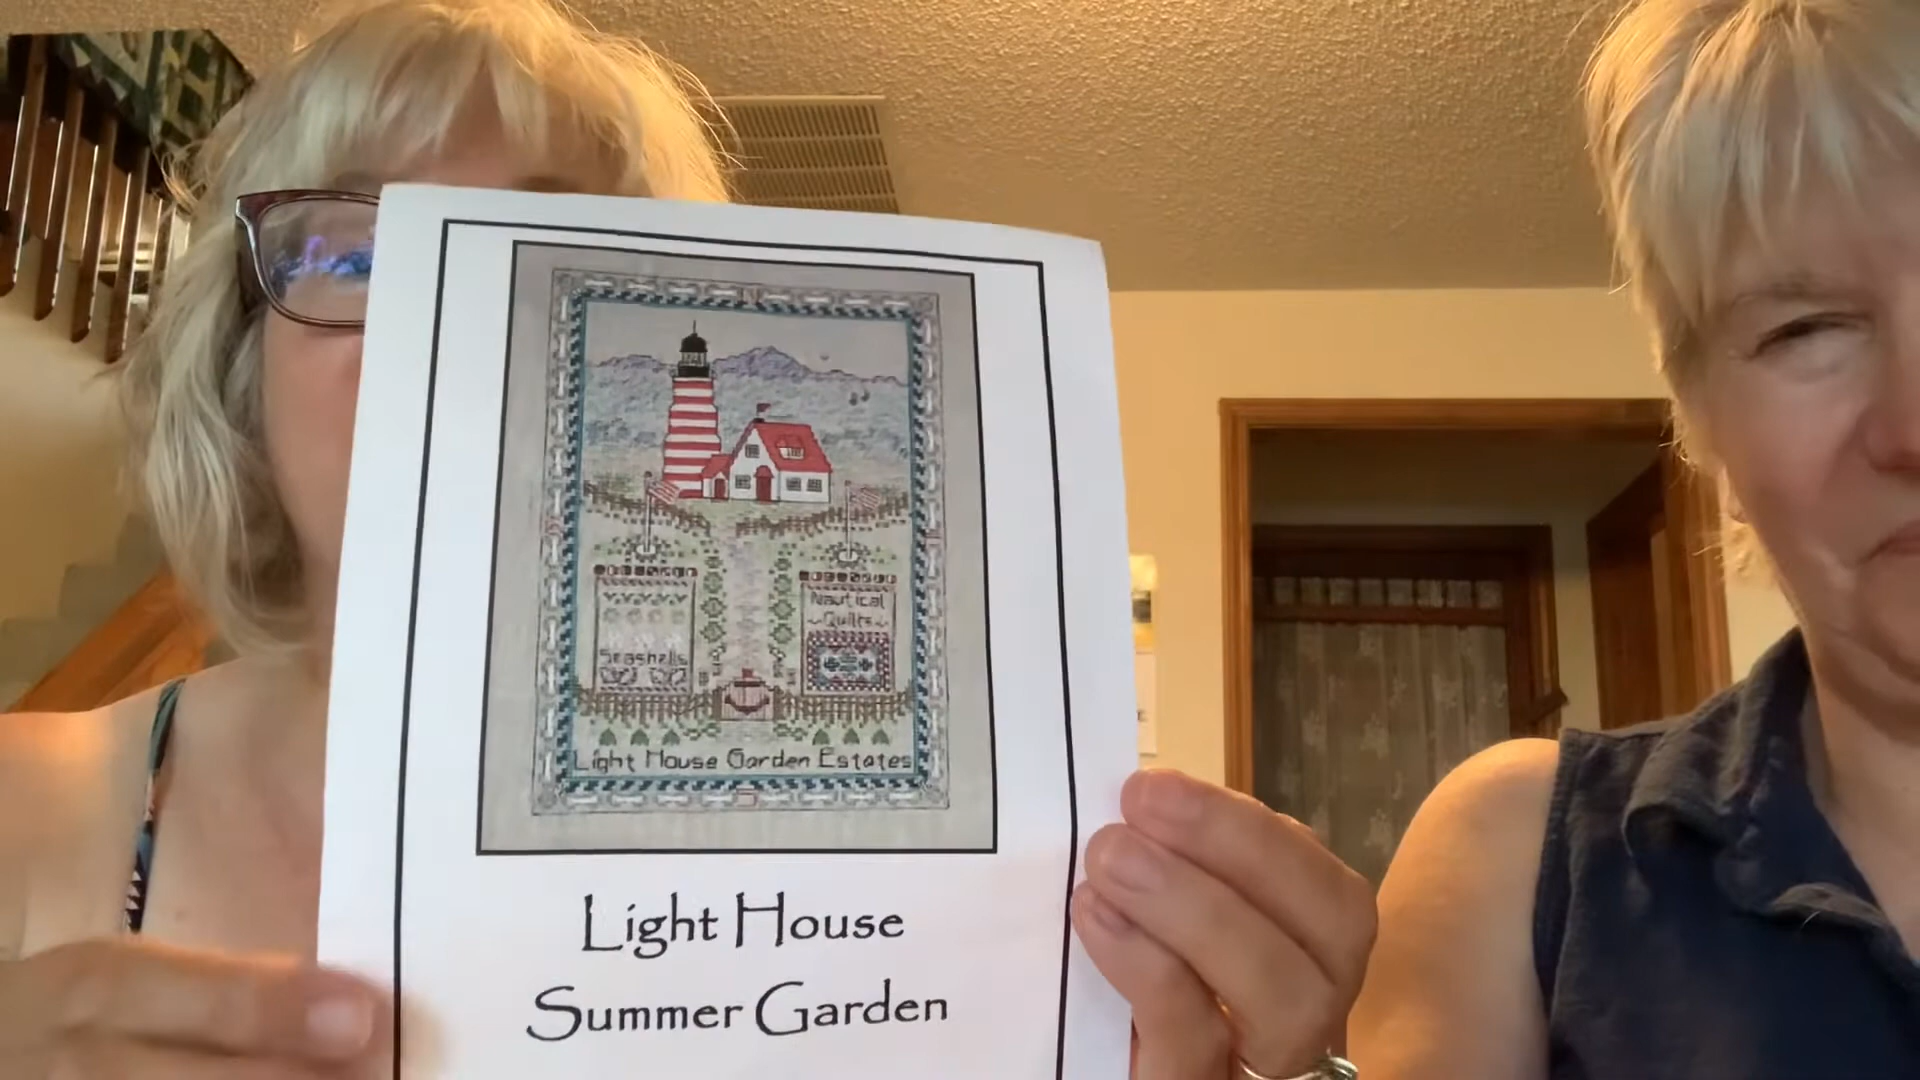 Nautical
Quilts
Seashells
Light House Garden Estates
Light House
Summer Garden